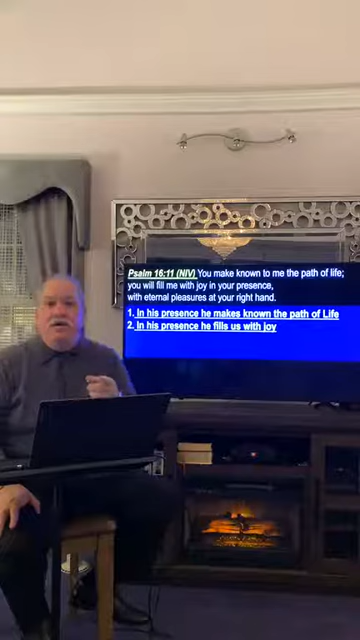 Psalm 16:11 (NIV) You make known to me the path of life;
you will fill me with joy in your presence,
with eternal pleasures at your right hand.
1. In his presence he makes known the path of Life
2. In his presence he fills us with joy